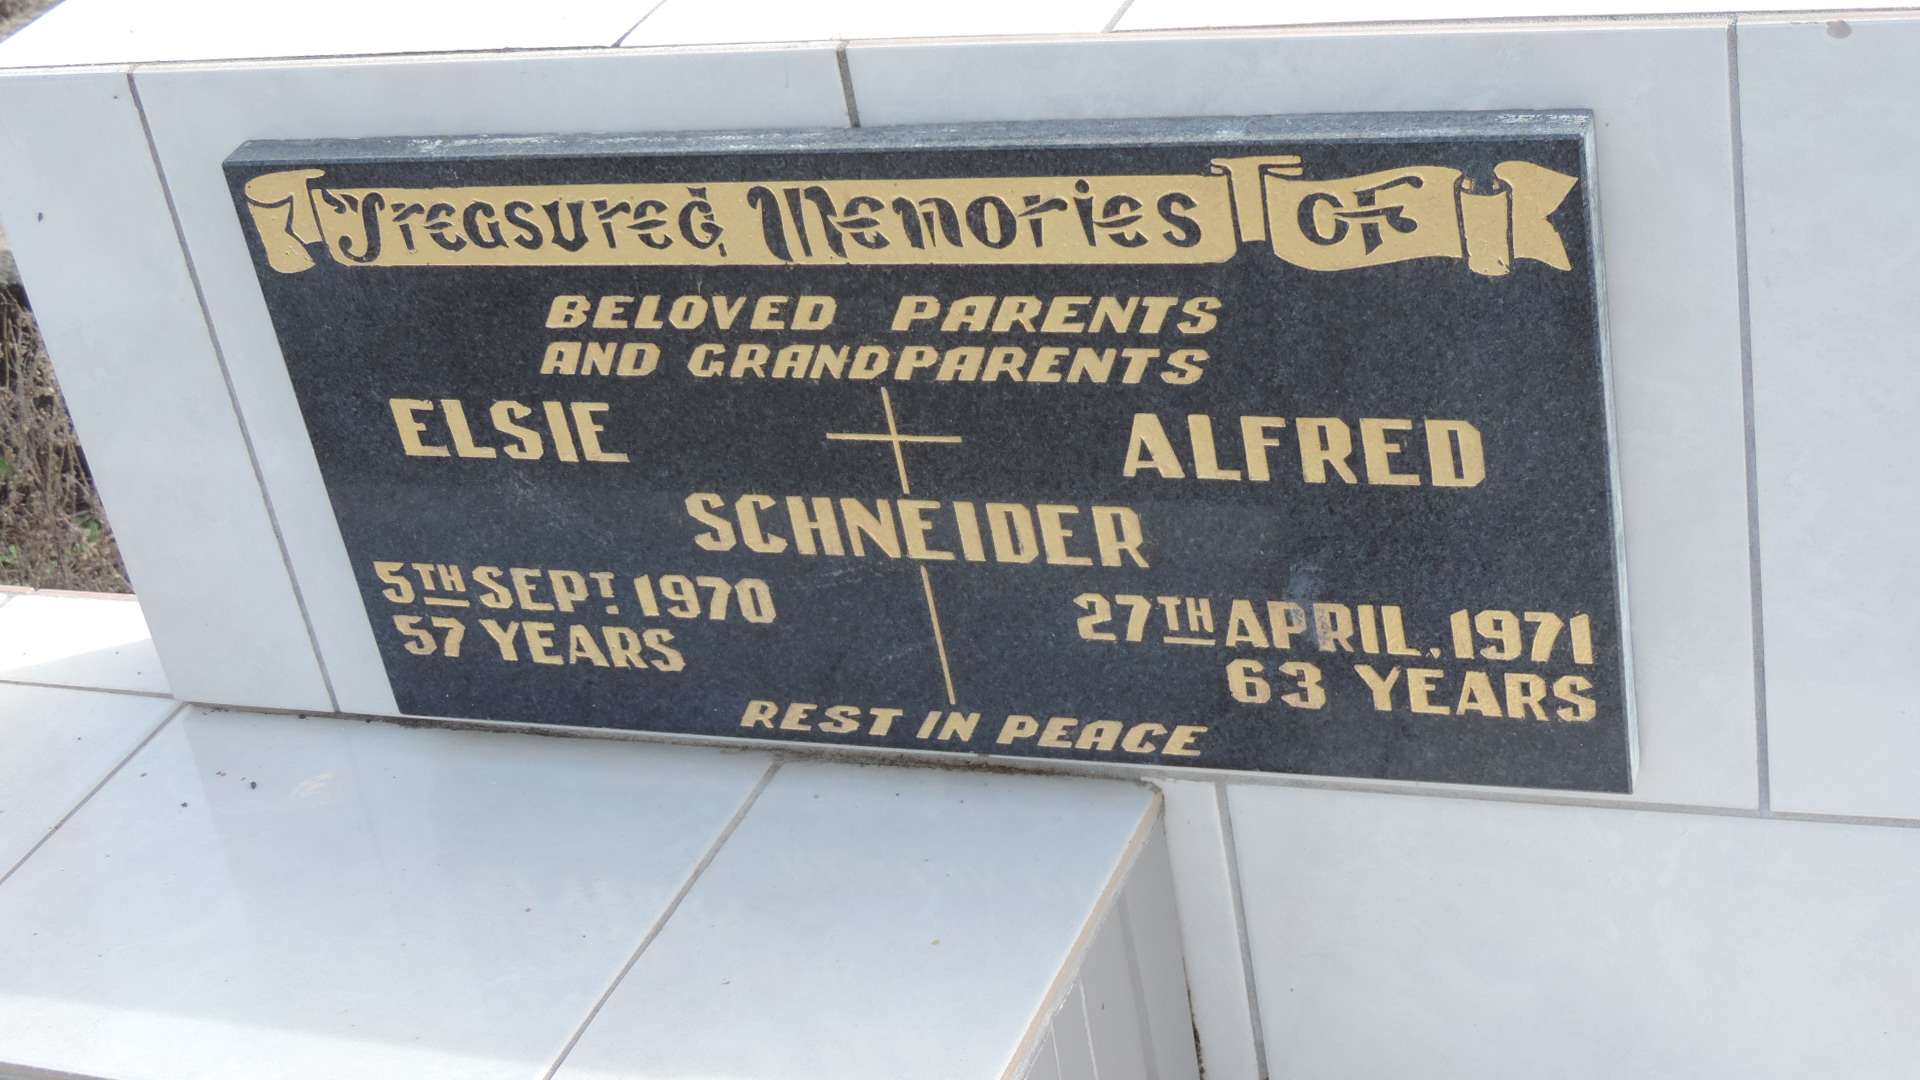 Treasured Memories OF
BELOVED PARENTS
AND GRANDPARENTS
ELSIE ALFRED
SCHNEIDER
5TH SEPT. 1970 27TH APRIL. 1971
57 YEARS 63 YEARS
REST IN PEACE